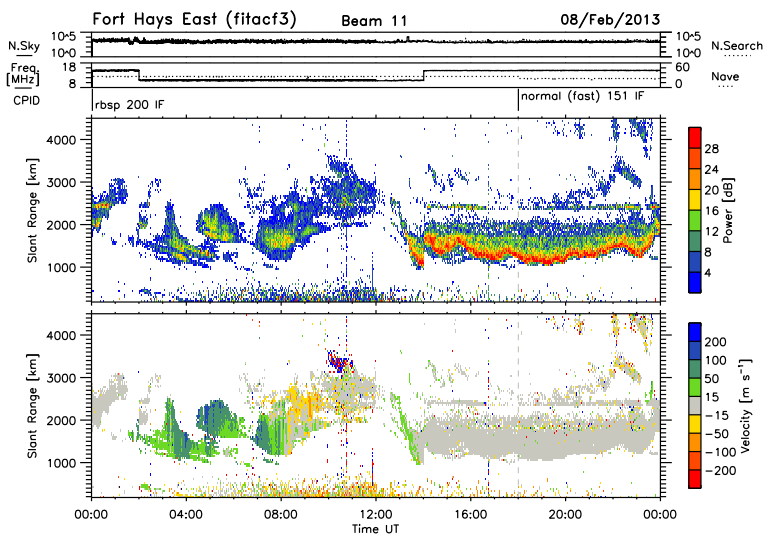 Fort Hays East (fitacf3) Beam 11 08/Feb/2013
N.Sky 10^5 10^0 10^5 10^0 N.Search
Freq. [MHz] 18 8 60 0 Nave
CPID rbsp 200 IF normal (fast) 151 IF
Slant Range [km]
4000
3000
2000
1000
28
24
20
16
12
8
4
Power [dB]
Slant Range [km]
4000
3000
2000
1000
200
100
50
15
-15
-50
-100
-200
Velocity [m s⁻¹]
00:00 04:00 08:00 12:00 16:00 20:00 00:00
Time UT